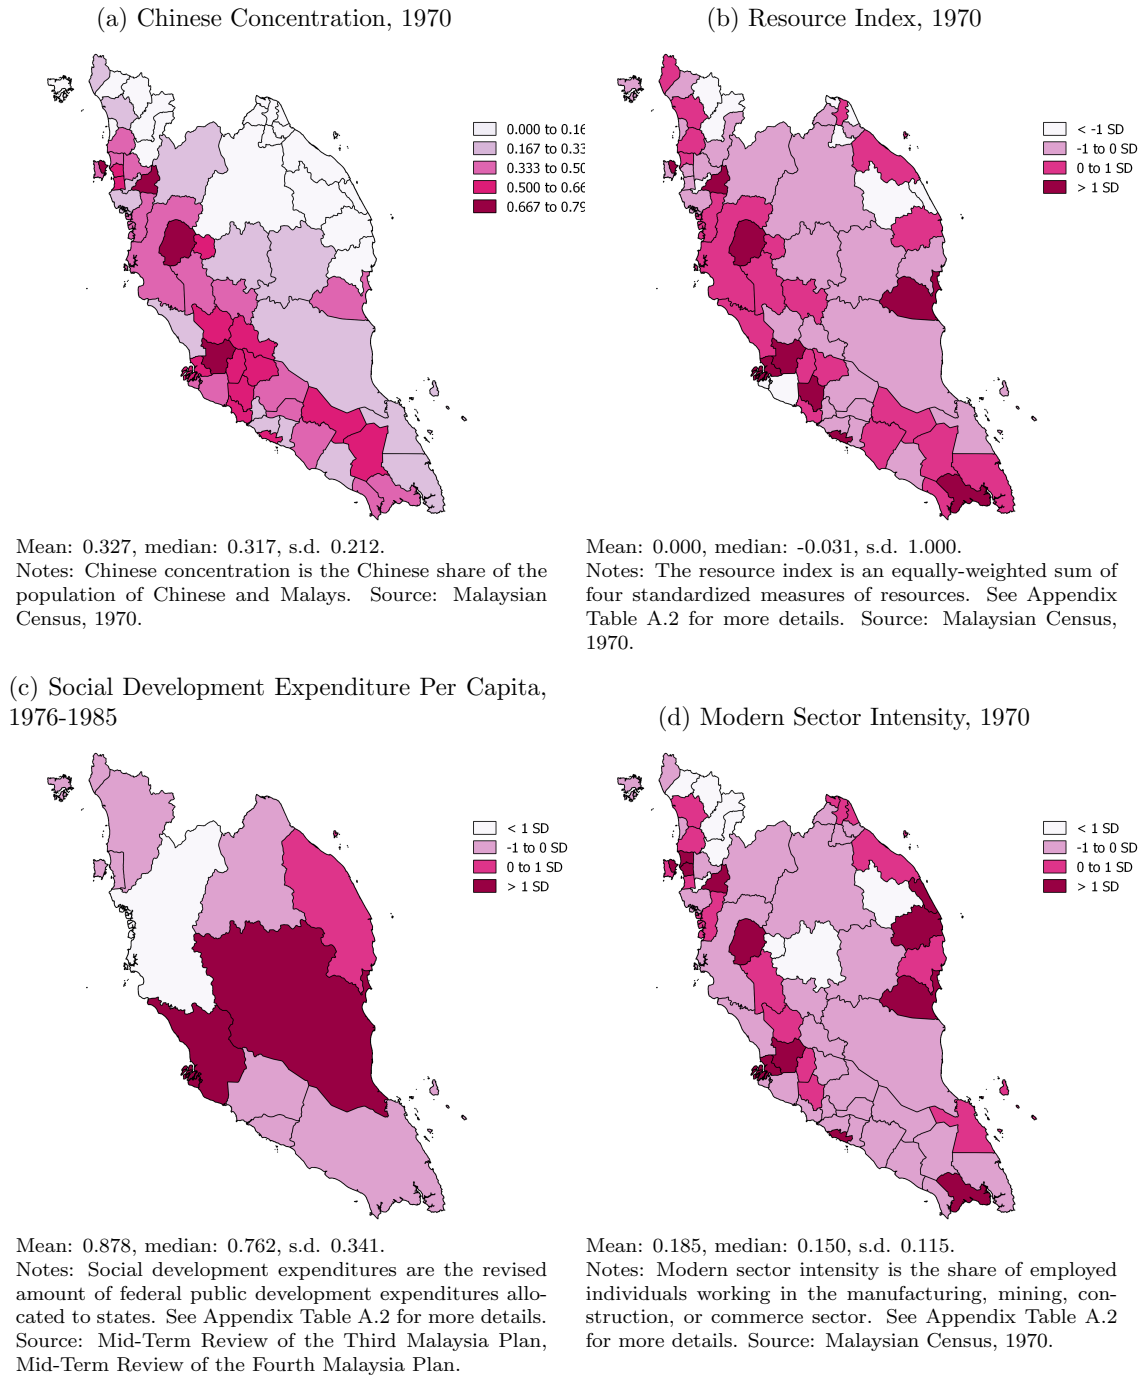 (a) Chinese Concentration, 1970
0.000 to 0.16
0.167 to 0.33
0.333 to 0.50
0.500 to 0.66
0.667 to 0.79
Mean: 0.327, median: 0.317, s.d. 0.212.
Notes: Chinese concentration is the Chinese share of the
population of Chinese and Malays. Source: Malaysian
Census, 1970.
(b) Resource Index, 1970
< -1 SD
-1 to 0 SD
0 to 1 SD
> 1 SD
Mean: 0.000, median: -0.031, s.d. 1.000.
Notes: The resource index is an equally-weighted sum of
four standardized measures of resources. See Appendix
Table A.2 for more details. Source: Malaysian Census,
1970.
(c) Social Development Expenditure Per Capita,
1976-1985
< 1 SD
-1 to 0 SD
0 to 1 SD
> 1 SD
Mean: 0.878, median: 0.762, s.d. 0.341.
Notes: Social development expenditures are the revised
amount of federal public development expenditures allo-
cated to states. See Appendix Table A.2 for more details.
Source: Mid-Term Review of the Third Malaysia Plan,
Mid-Term Review of the Fourth Malaysia Plan.
(d) Modern Sector Intensity, 1970
< 1 SD
-1 to 0 SD
0 to 1 SD
> 1 SD
Mean: 0.185, median: 0.150, s.d. 0.115.
Notes: Modern sector intensity is the share of employed
individuals working in the manufacturing, mining, con-
struction, or commerce sector. See Appendix Table A.2
for more details. Source: Malaysian Census, 1970.